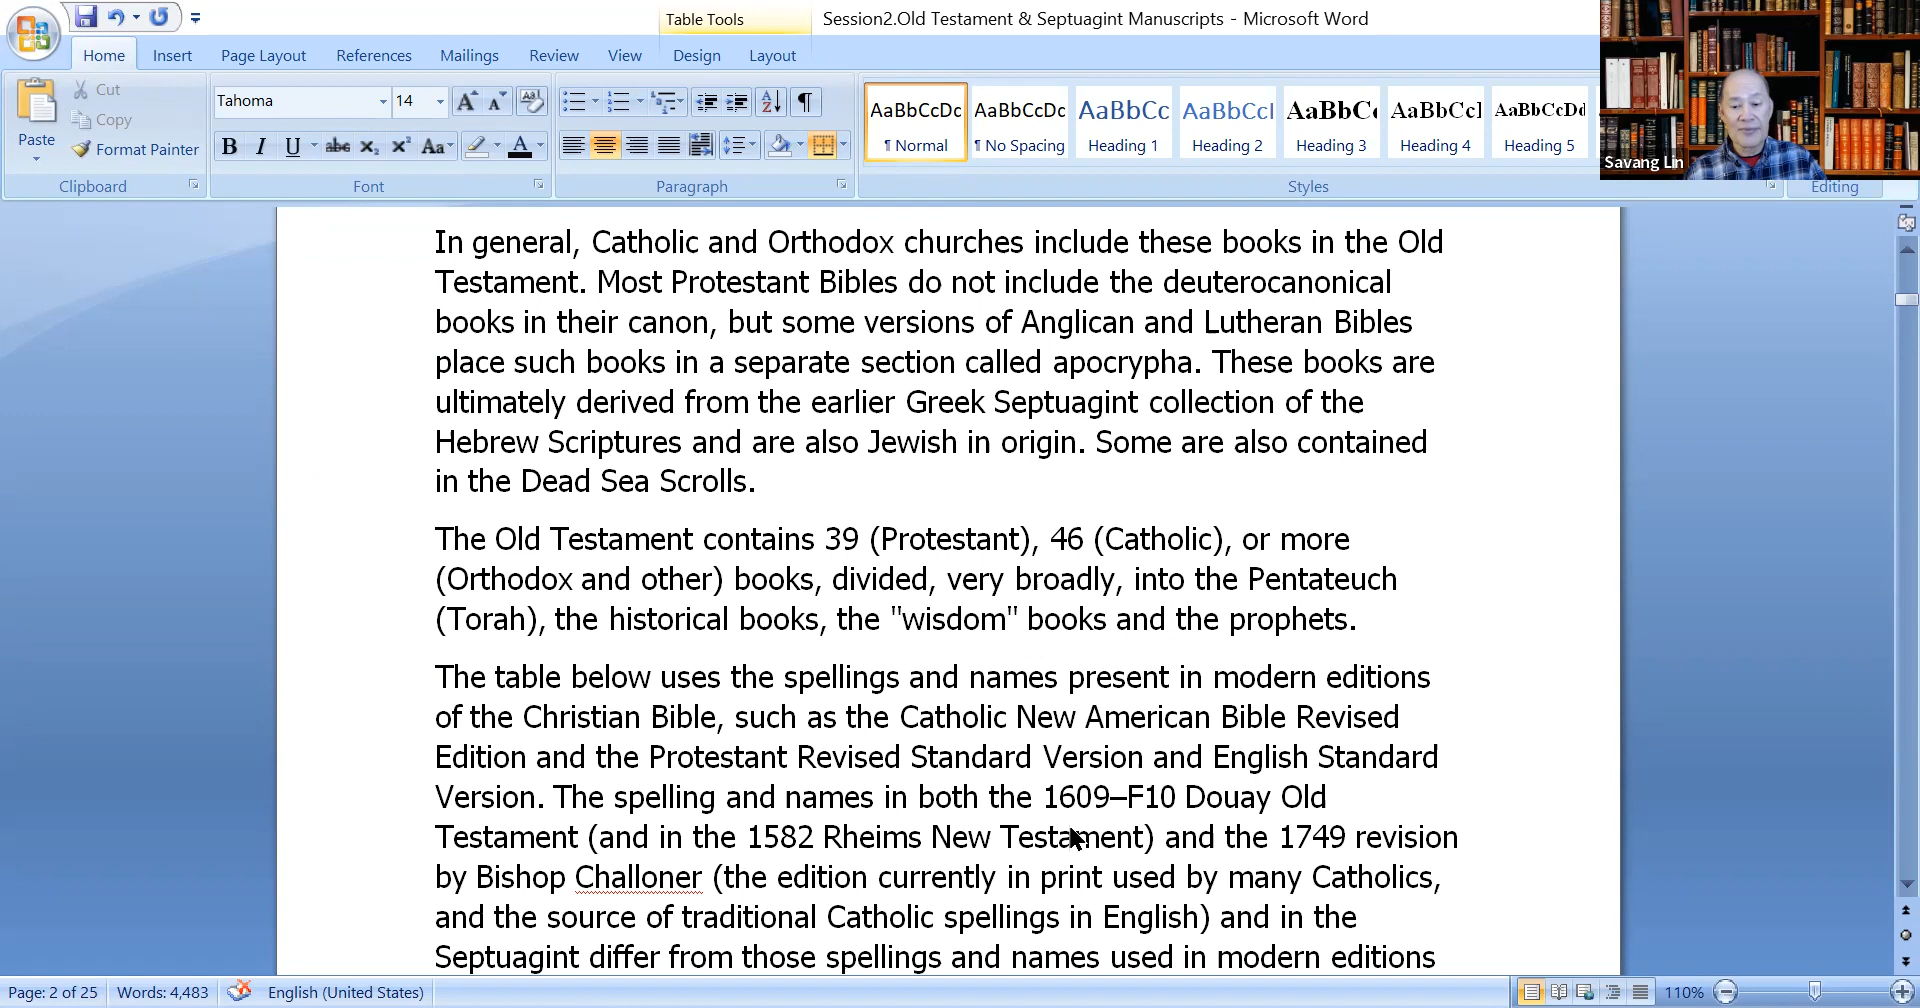 Table Tools
Session2.Old Testament & Septuagint Manuscripts - Microsoft Word
Home Insert Page Layout References Mailings Review View Design Layout
Paste
Cut
Copy
Format Painter
Clipboard
Tahoma 14
Font
Paragraph
AaBbCcDc AaBbCcDc AaBbCc AaBbCcI AaBbCc AaBbCcI AaBbCcDd
¶ Normal ¶ No Spacing Heading 1 Heading 2 Heading 3 Heading 4 Heading 5
Styles
Editing
Savang Lin
In general, Catholic and Orthodox churches include these books in the Old
Testament. Most Protestant Bibles do not include the deuterocanonical
books in their canon, but some versions of Anglican and Lutheran Bibles
place such books in a separate section called apocrypha. These books are
ultimately derived from the earlier Greek Septuagint collection of the
Hebrew Scriptures and are also Jewish in origin. Some are also contained
in the Dead Sea Scrolls.
The Old Testament contains 39 (Protestant), 46 (Catholic), or more
(Orthodox and other) books, divided, very broadly, into the Pentateuch
(Torah), the historical books, the "wisdom" books and the prophets.
The table below uses the spellings and names present in modern editions
of the Christian Bible, such as the Catholic New American Bible Revised
Edition and the Protestant Revised Standard Version and English Standard
Version. The spelling and names in both the 1609–F10 Douay Old
Testament (and in the 1582 Rheims New Testament) and the 1749 revision
by Bishop Challoner (the edition currently in print used by many Catholics,
and the source of traditional Catholic spellings in English) and in the
Septuagint differ from those spellings and names used in modern editions
Page: 2 of 25 Words: 4,483 English (United States) 110%